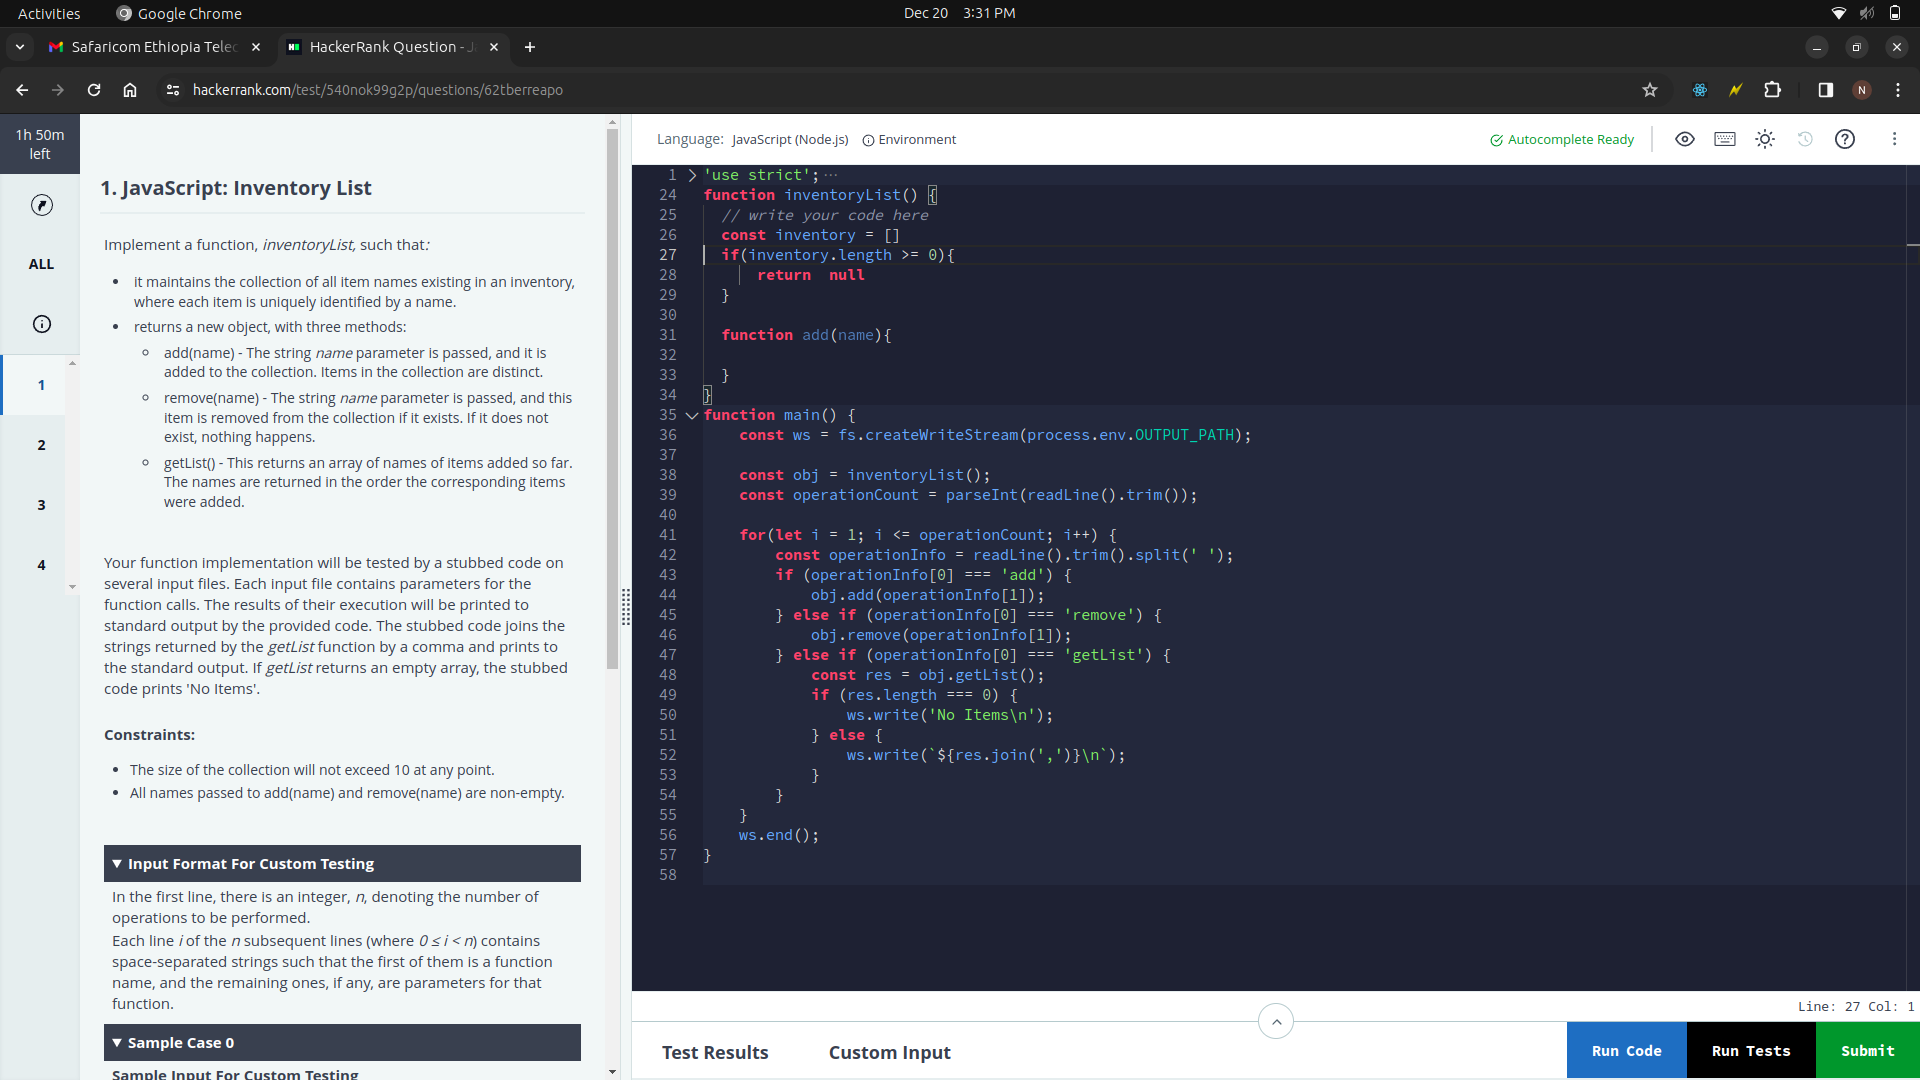 Activities
Google Chrome
Dec 20 3:31 PM
Safaricom Ethiopia Tele
HackerRank Question - J
hackerrank.com/test/540nok99g2p/questions/62tberreapo
N
1h 50m
left
ALL
1
2
3
4
1. JavaScript: Inventory List
Implement a function, inventoryList, such that:
it maintains the collection of all item names existing in an inventory,
where each item is uniquely identified by a name.
returns a new object, with three methods:
add(name) - The string name parameter is passed, and it is
added to the collection. Items in the collection are distinct.
remove(name) - The string name parameter is passed, and this
item is removed from the collection if it exists. If it does not
exist, nothing happens.
getList() - This returns an array of names of items added so far.
The names are returned in the order the corresponding items
were added.
Your function implementation will be tested by a stubbed code on
several input files. Each input file contains parameters for the
function calls. The results of their execution will be printed to
standard output by the provided code. The stubbed code joins the
strings returned by the getList function by a comma and prints to
the standard output. If getList returns an empty array, the stubbed
code prints 'No Items'.
Constraints:
The size of the collection will not exceed 10 at any point.
All names passed to add(name) and remove(name) are non-empty.
Input Format For Custom Testing
In the first line, there is an integer, n, denoting the number of
operations to be performed.
Each line i of the n subsequent lines (where 0 ≤ i < n) contains
space-separated strings such that the first of them is a function
name, and the remaining ones, if any, are parameters for that
function.
Sample Case 0
Sample Input For Custom Testing
Language: JavaScript (Node.js) Environment
Autocomplete Ready
1 'use strict';
24 function inventoryList() {
25 // write your code here
26 const inventory = []
27 if(inventory.length >= 0){
28 return  null
29 }
30
31 function add(name){
32
33 }
34 }
35 function main() {
36 const ws = fs.createWriteStream(process.env.OUTPUT_PATH);
37
38 const obj = inventoryList();
39 const operationCount = parseInt(readLine().trim());
40
41 for(let i = 1; i <= operationCount; i++) {
42 const operationInfo = readLine().trim().split(' ');
43 if (operationInfo[0] === 'add') {
44 obj.add(operationInfo[1]);
45 } else if (operationInfo[0] === 'remove') {
46 obj.remove(operationInfo[1]);
47 } else if (operationInfo[0] === 'getList') {
48 const res = obj.getList();
49 if (res.length === 0) {
50 ws.write('No Items\n');
51 } else {
52 ws.write(`${res.join(',')}\n`);
53 }
54 }
55 }
56 ws.end();
57 }
58
Line: 27 Col: 1
Test Results
Custom Input
Run Code
Run Tests
Submit